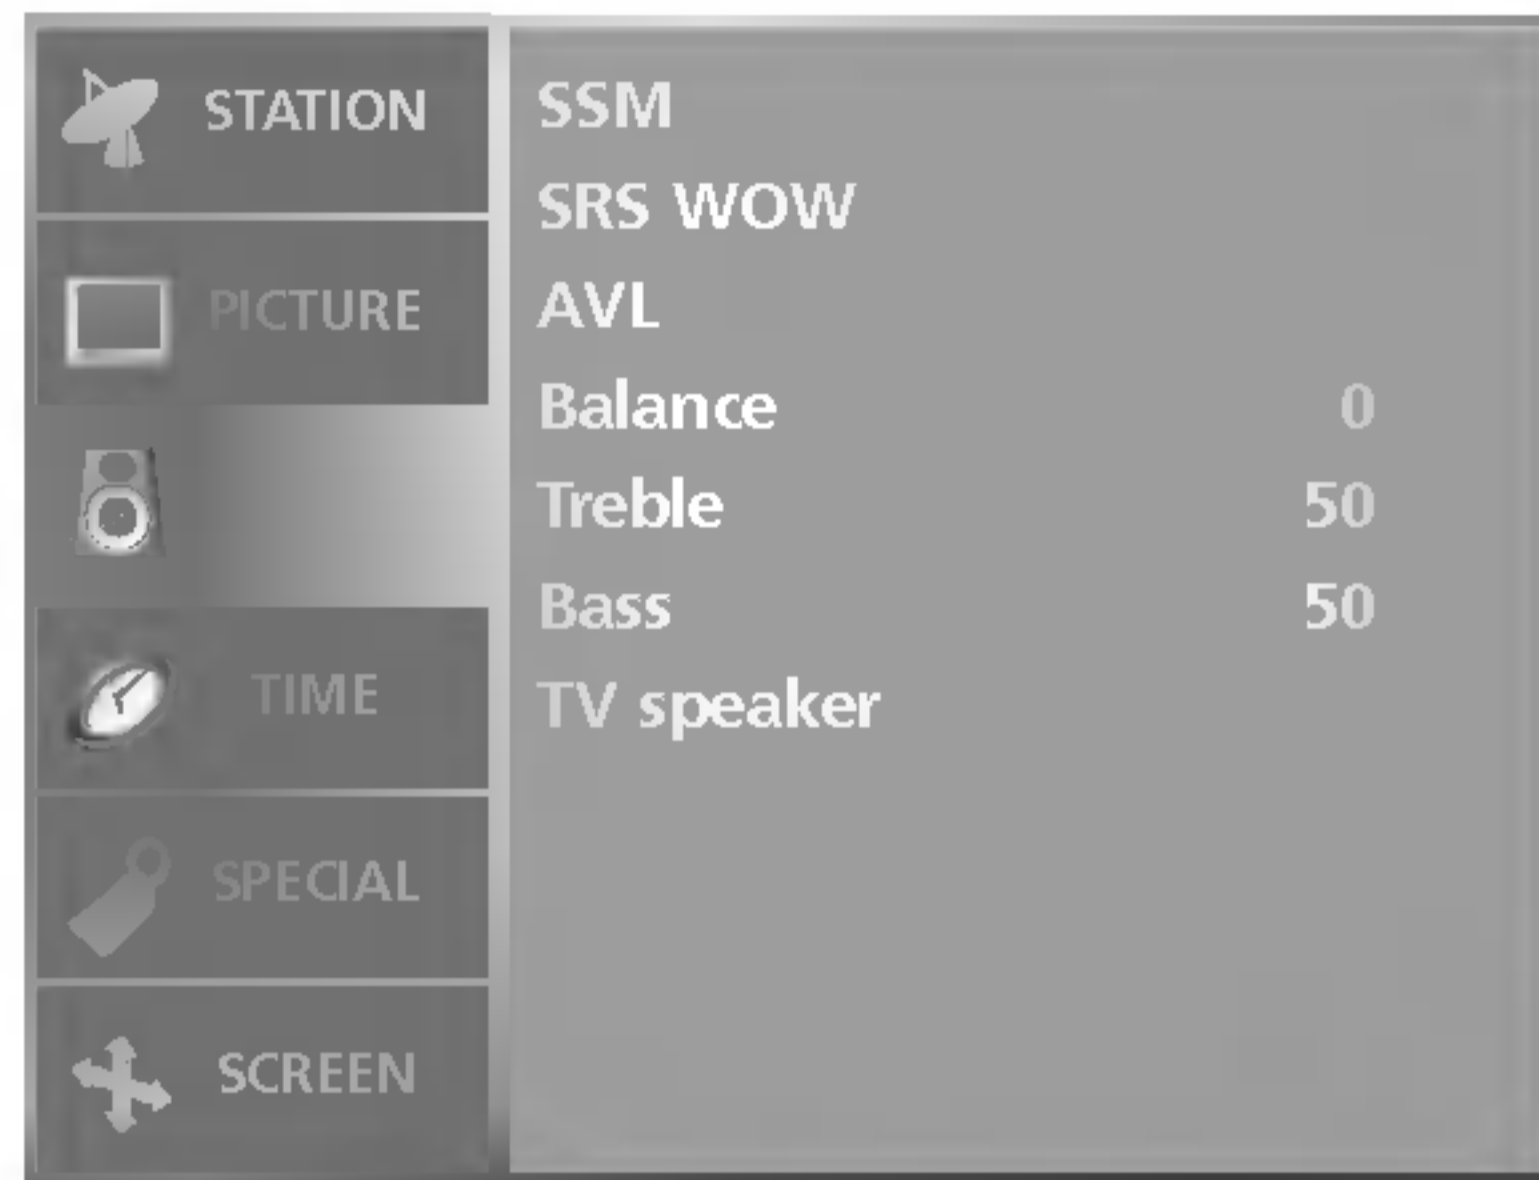 STATION
PICTURE
TIME
SPECIAL
SCREEN
SSM
SRS WOW
AVL
Balance 0
Treble 50
Bass 50
TV speaker